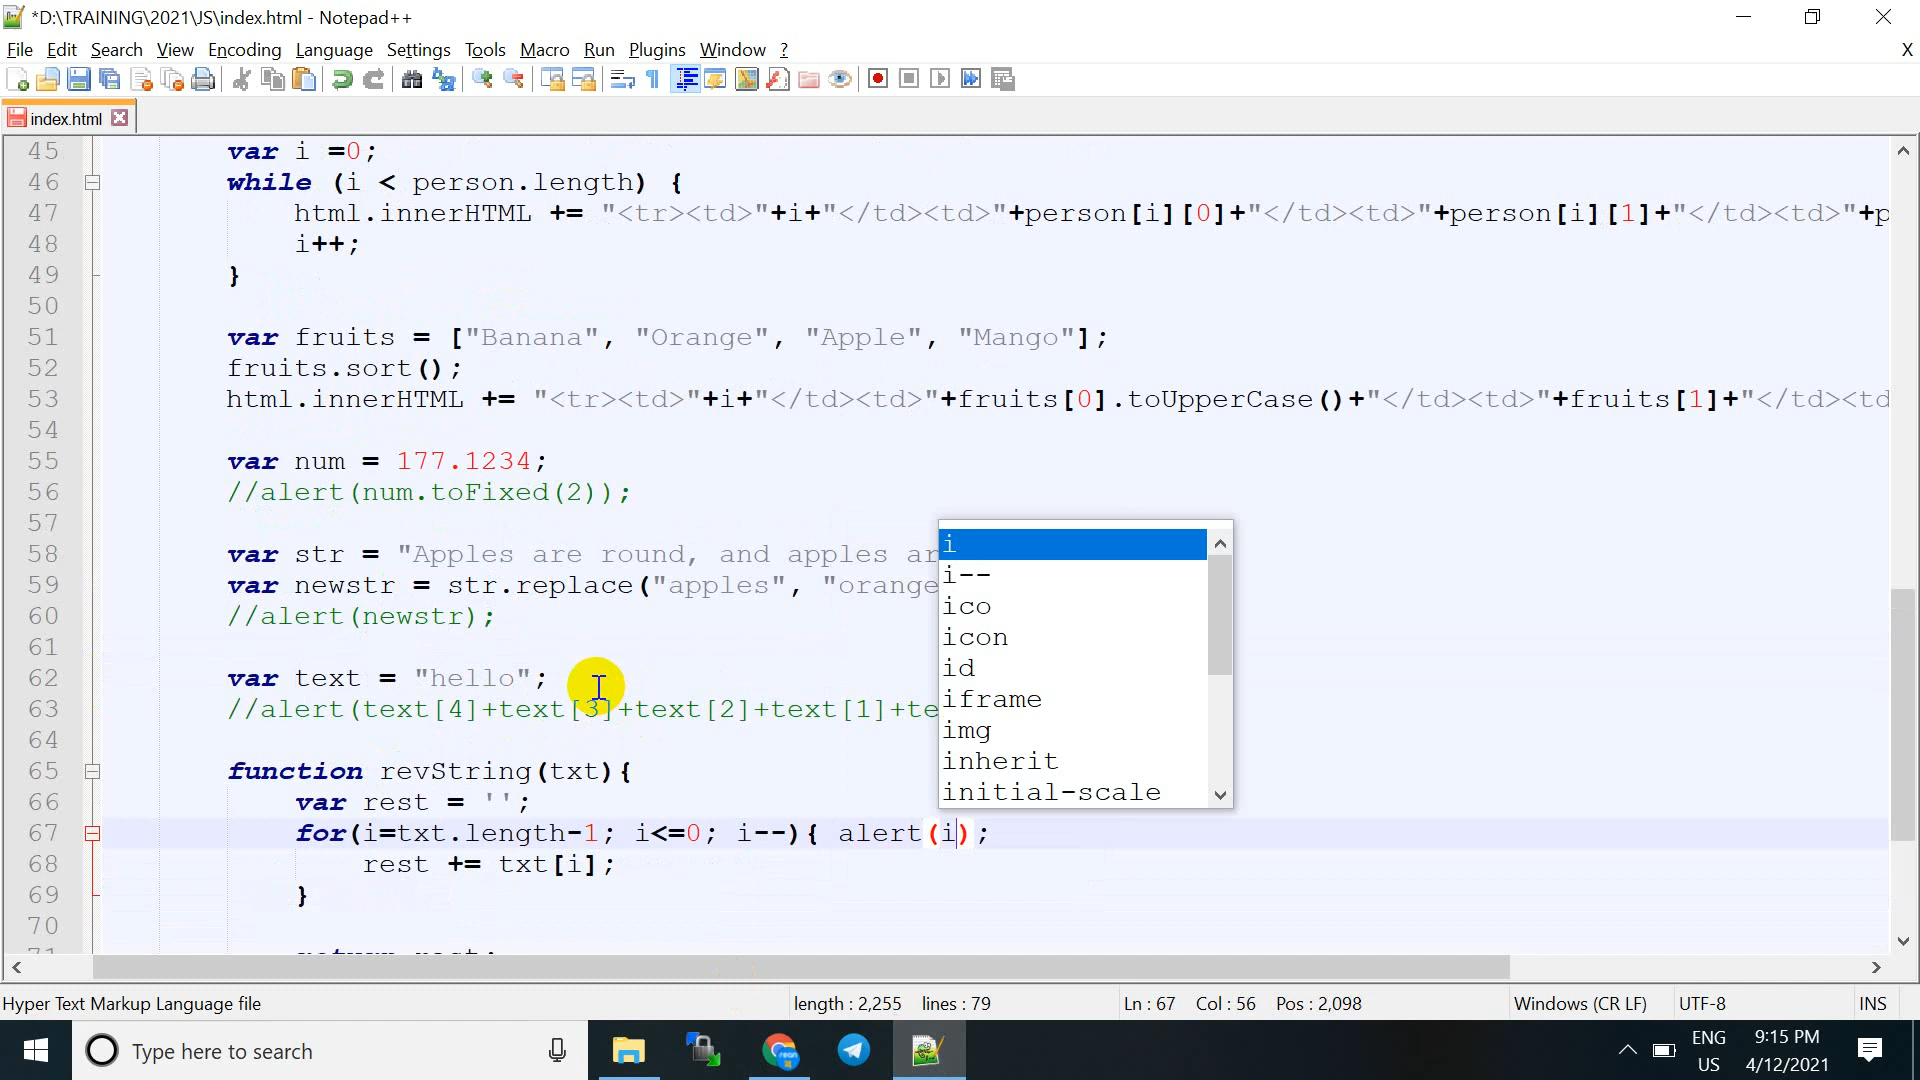 *D:\TRAINING\2021\JS\index.html - Notepad++
File Edit Search View Encoding Language Settings Tools Macro Run Plugins Window ?
X
index.html
45 var i =0;
46 while (i < person.length) {
47 html.innerHTML += "<tr><td>"+i+"</td><td>"+person[i][0]+"</td><td>"+person[i][1]+"</td><td>"+p
48 i++;
49 }
50
51 var fruits = ["Banana", "Orange", "Apple", "Mango"];
52 fruits.sort();
53 html.innerHTML += "<tr><td>"+i+"</td><td>"+fruits[0].toUpperCase()+"</td><td>"+fruits[1]+"</td><td
54
55 var num = 177.1234;
56 //alert(num.toFixed(2));
57
58 var str = "Apples are round, and apples ar
59 var newstr = str.replace("apples", "orange
60 //alert(newstr);
61
62 var text = "hello";
63 //alert(text[4]+text[3]+text[2]+text[1]+te
64
65 function revString(txt){
66 var rest = '';
67 for(i=txt.length-1; i<=0; i--){ alert(i);
68 rest += txt[i];
69 }
70
i
i--
ico
icon
id
iframe
img
inherit
initial-scale
Hyper Text Markup Language file
length : 2,255 lines : 79
Ln : 67 Col : 56 Pos : 2,098
Windows (CR LF)
UTF-8
INS
Type here to search
ENG
US
9:15 PM
4/12/2021